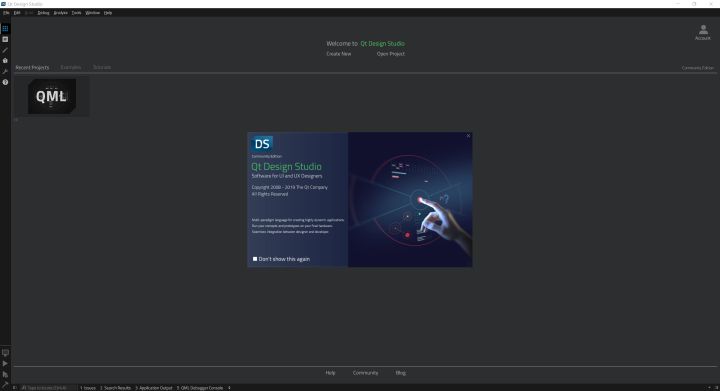 Qt Design Studio
File Edit Build Debug Analyze Tools Window Help
Welcome to Qt Design Studio
Create New Open Project
Account
Recent Projects Examples Tutorials
Community Edition
QML
DS
Community Edition
Qt Design Studio
Software for UI and UX Designers
Copyright 2008 - 2019 The Qt Company
All Rights Reserved
Multi-paradigm language for creating highly dynamic applications.
Run your concepts and prototypes on your final hardware.
Seamless integration between designer and developer.
Don't show this again
Help Community Blog
Type to locate (Ctrl+K) 1 Issues 2 Search Results 3 Application Output 5 QML Debugger Console